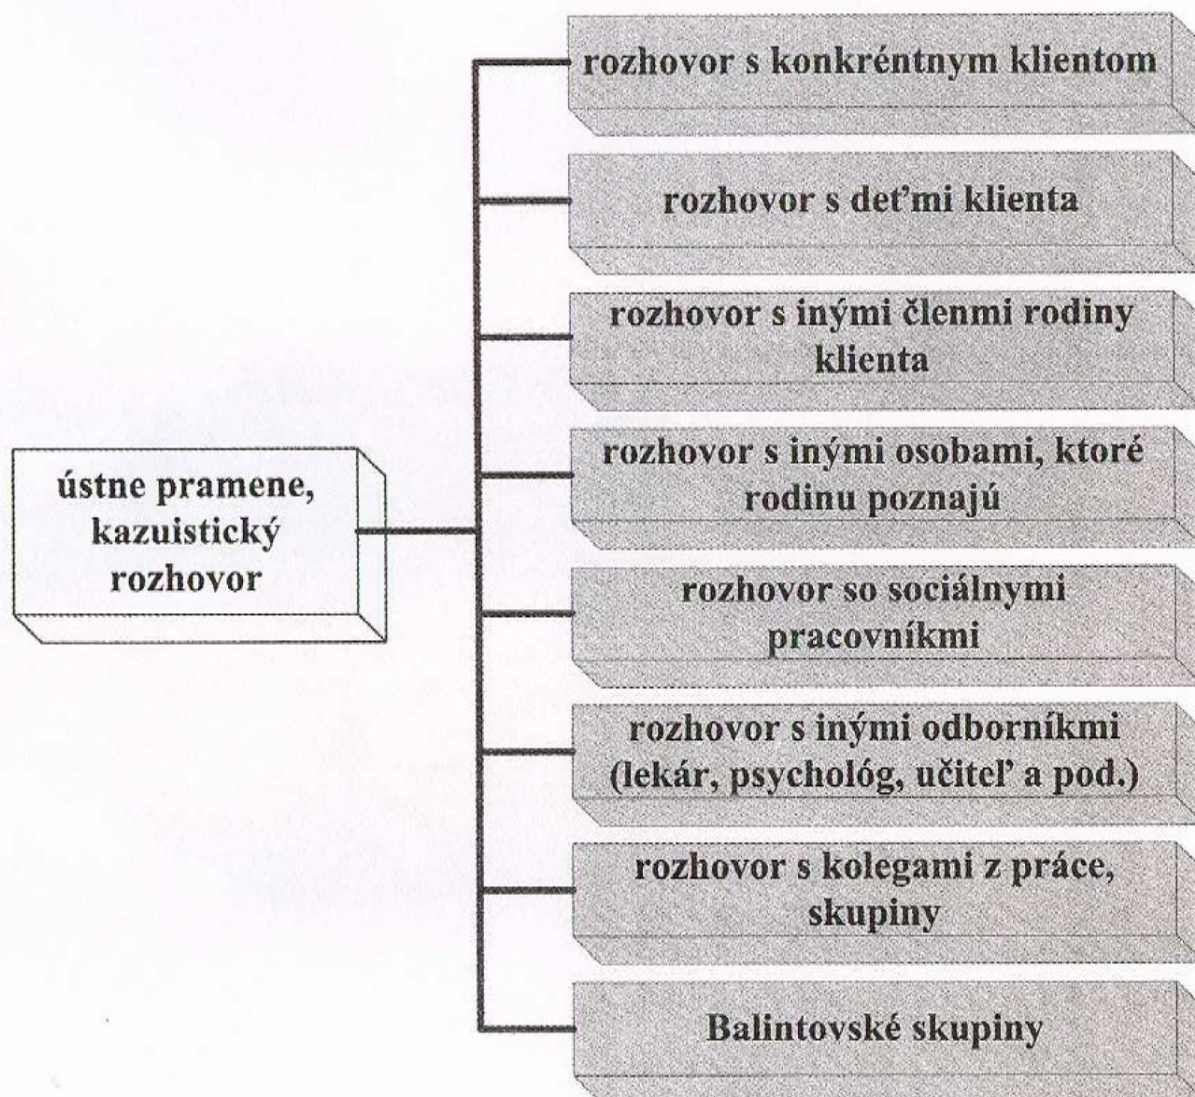 rozhovor s konkréntnym klientom
rozhovor s deťmi klienta
rozhovor s inými členmi rodiny
klienta
ústne pramene,
kazuistický
rozhovor
rozhovor s inými osobami, ktoré
rodinu poznajú
rozhovor so sociálnymi
pracovníkmi
rozhovor s inými odborníkmi
(lekár, psychológ, učiteľ a pod.)
rozhovor s kolegami z práce,
skupiny
Balintovské skupiny